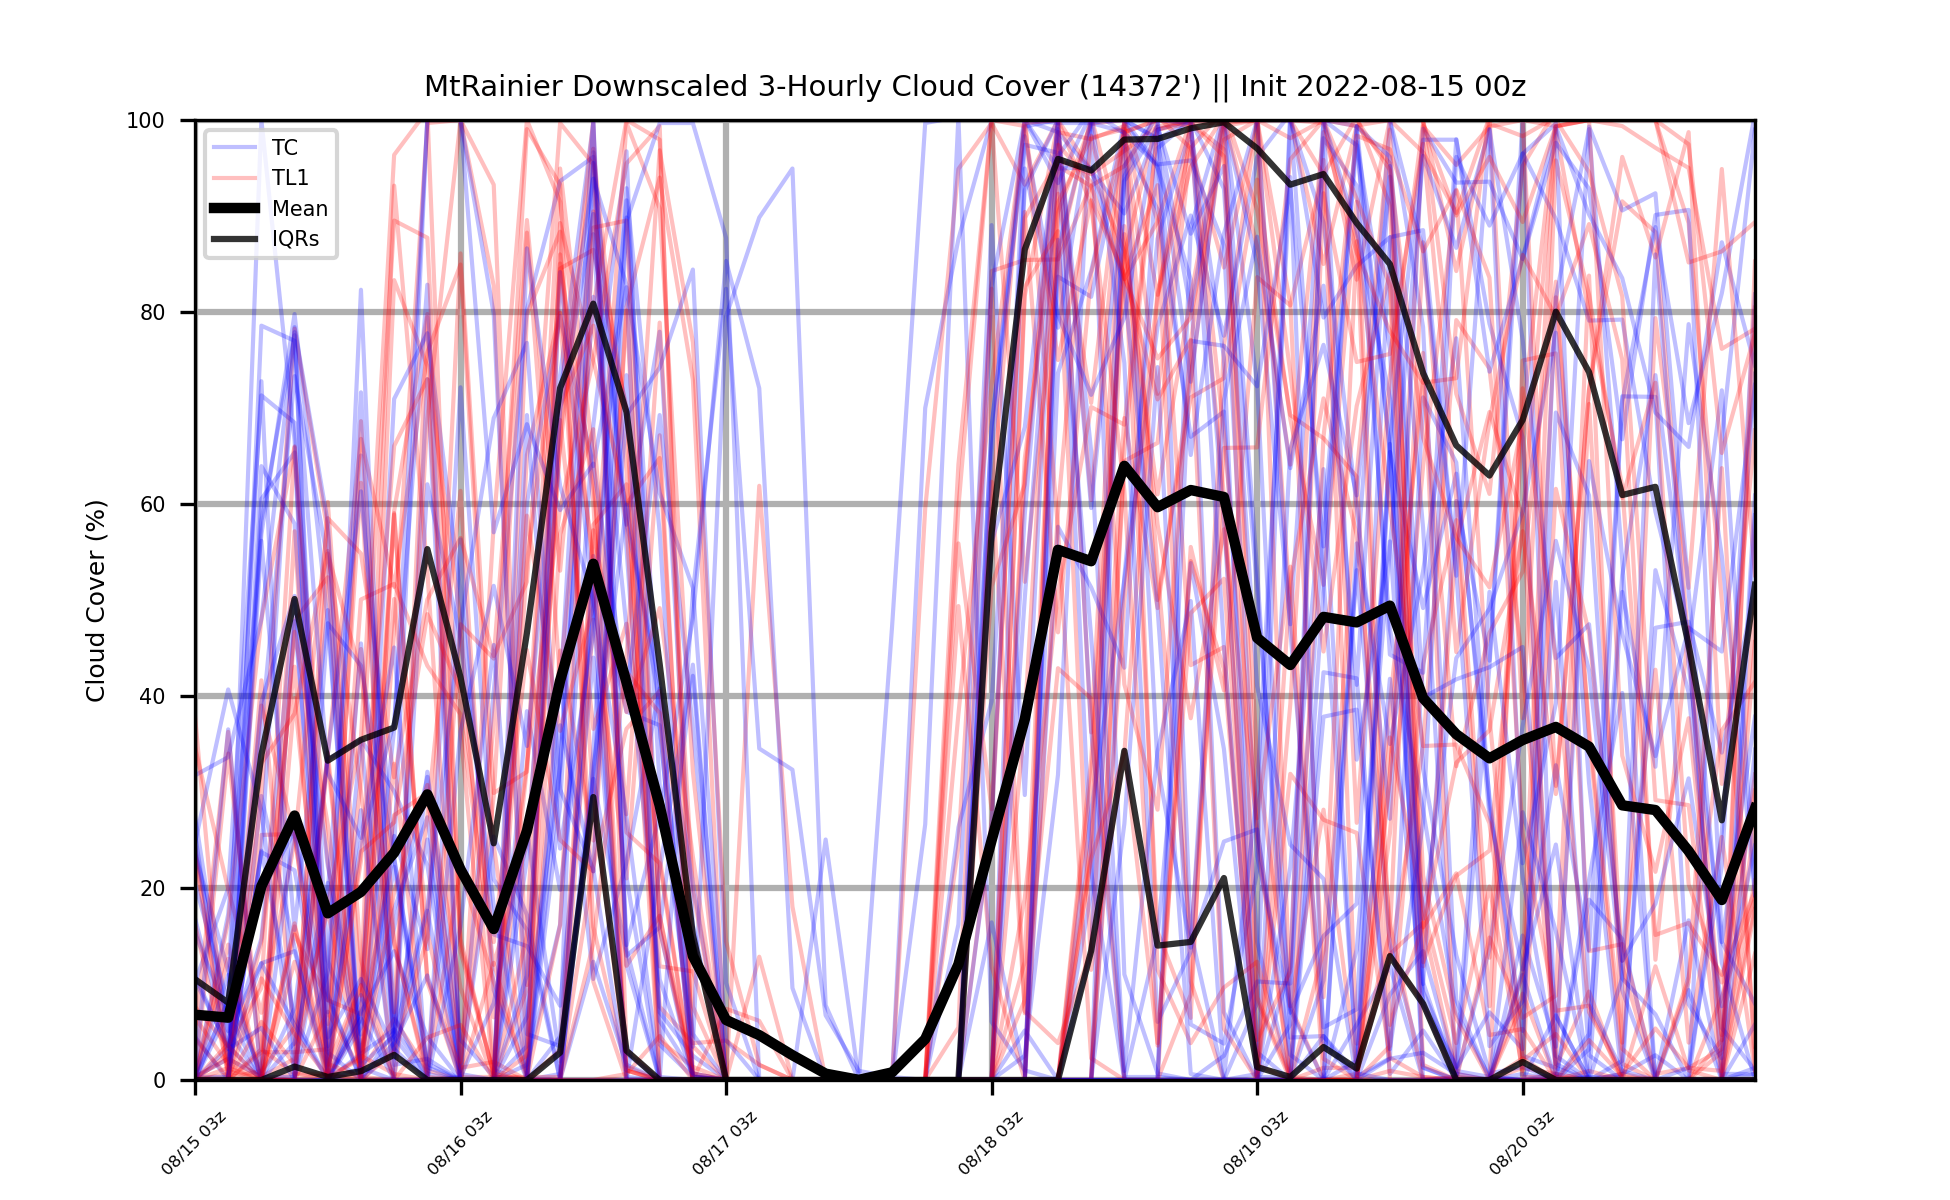 MtRainier Downscaled 3-Hourly Cloud Cover (14372') || Init 2022-08-15 00z
100
80
60
40
20
0
Cloud Cover (%)
TC
TL1
Mean
IQRs
08/15 03z
08/16 03z
08/17 03z
08/18 03z
08/19 03z
08/20 03z